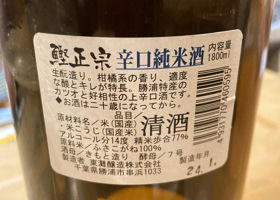 鰹正宗 辛口純米酒 内容量 1800ml
生酛造り。柑橘系の香り、適度
な酸とキレが特長。勝浦特産の
カツオと好相性の上辛口酒です。
◆お酒は二十歳になってから。
原材料名／米(国産)
・米こうじ(国産米) 清酒
アルコール分14度 精米歩合77%
原料米／ふさこがね100%
酒母／きもと造り 酵母／7号
製造者 東灘醸造株式会社
千葉県勝浦市串浜1033
製造年月
24.1